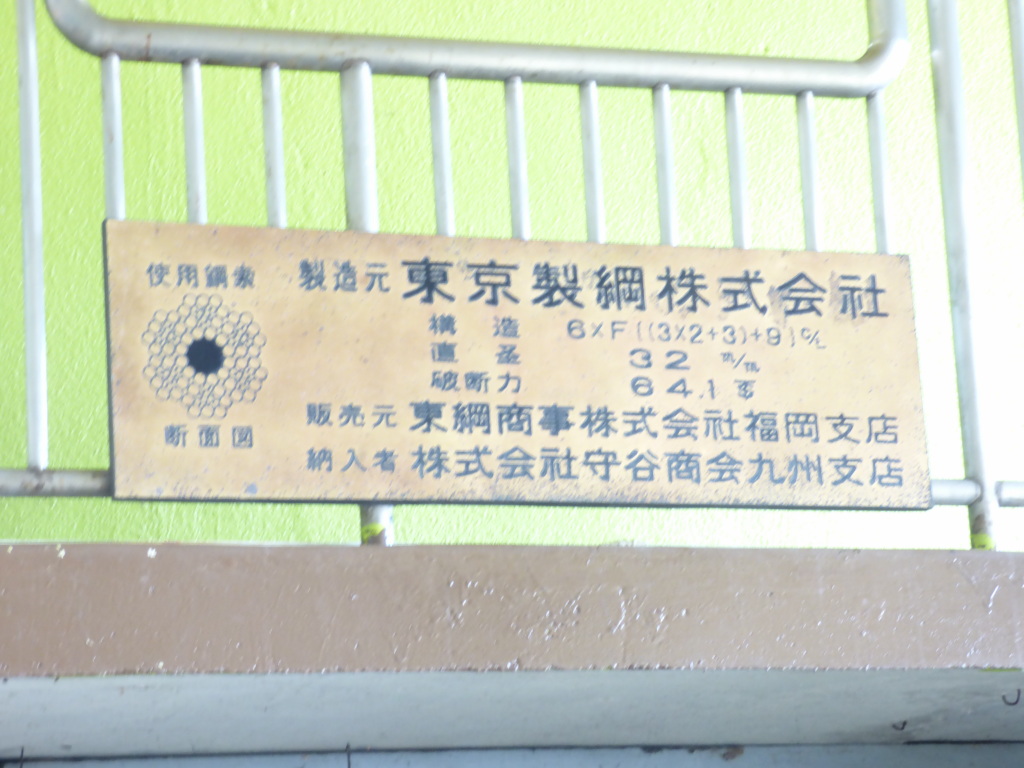 使用鋼索
断面図
製造元 東京製綱株式会社
構造 6×F{(3×2+3)+9}C/L
直径 32 m/m
破断力 64.1
販売元 東綱商事株式会社福岡支店
納入者 株式会社守谷商会九州支店